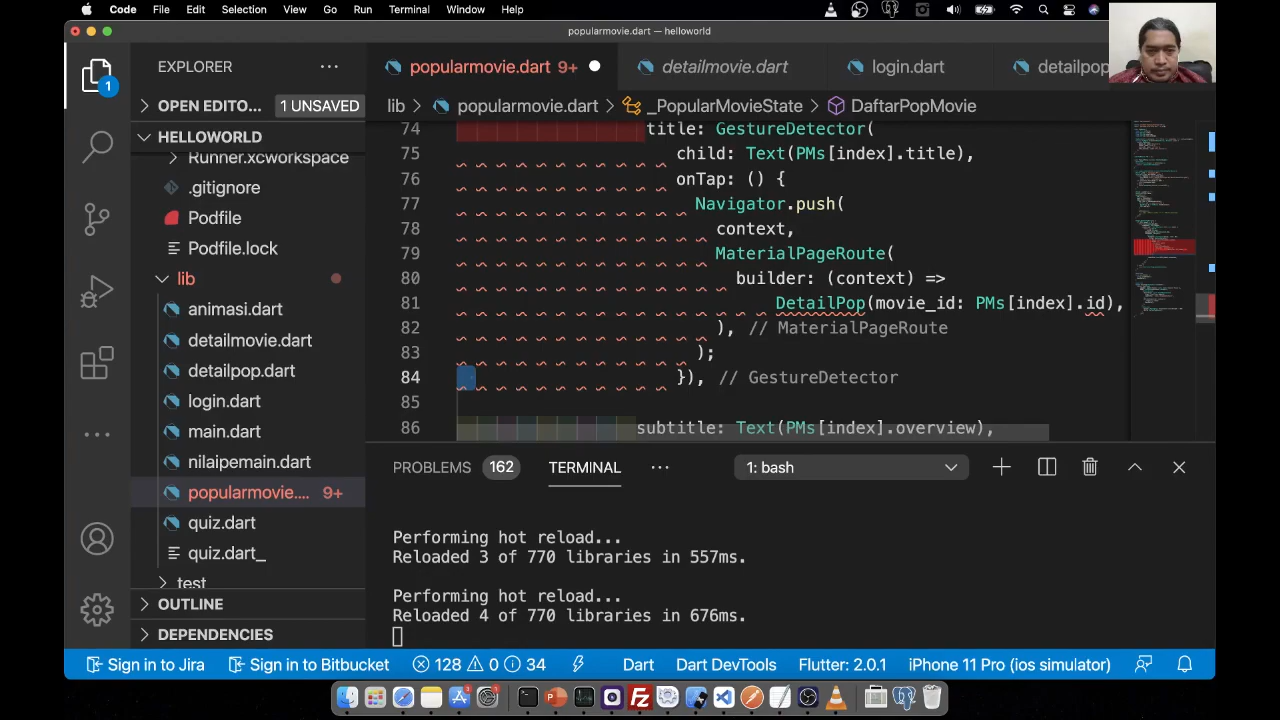 Code File Edit Selection View Go Run Terminal Window Help
popularmovie.dart — helloworld
EXPLORER
popularmovie.dart 9+
detailmovie.dart
login.dart
detailpop
OPEN EDITO... 1 UNSAVED
lib > popularmovie.dart > _PopularMovieState > DaftarPopMovie
HELLOWORLD
Runner.xcworkspace
.gitignore
Podfile
Podfile.lock
lib
animasi.dart
detailmovie.dart
detailpop.dart
login.dart
main.dart
nilaipemain.dart
popularmovie.... 9+
quiz.dart
quiz.dart_
test
OUTLINE
DEPENDENCIES
1
74 title: GestureDetector(
75 child: Text(PMs[index].title),
76 onTap: () {
77 Navigator.push(
78 context,
79 MaterialPageRoute(
80 builder: (context) =>
81 DetailPop(movie_id: PMs[index].id),
82 ), // MaterialPageRoute
83 );
84 }), // GestureDetector
85
86 subtitle: Text(PMs[index].overview),
PROBLEMS 162 TERMINAL ... 1: bash
Performing hot reload...
Reloaded 3 of 770 libraries in 557ms.
Performing hot reload...
Reloaded 4 of 770 libraries in 676ms.
Sign in to Jira Sign in to Bitbucket 128 0 34 Dart Dart DevTools Flutter: 2.0.1 iPhone 11 Pro (ios simulator)